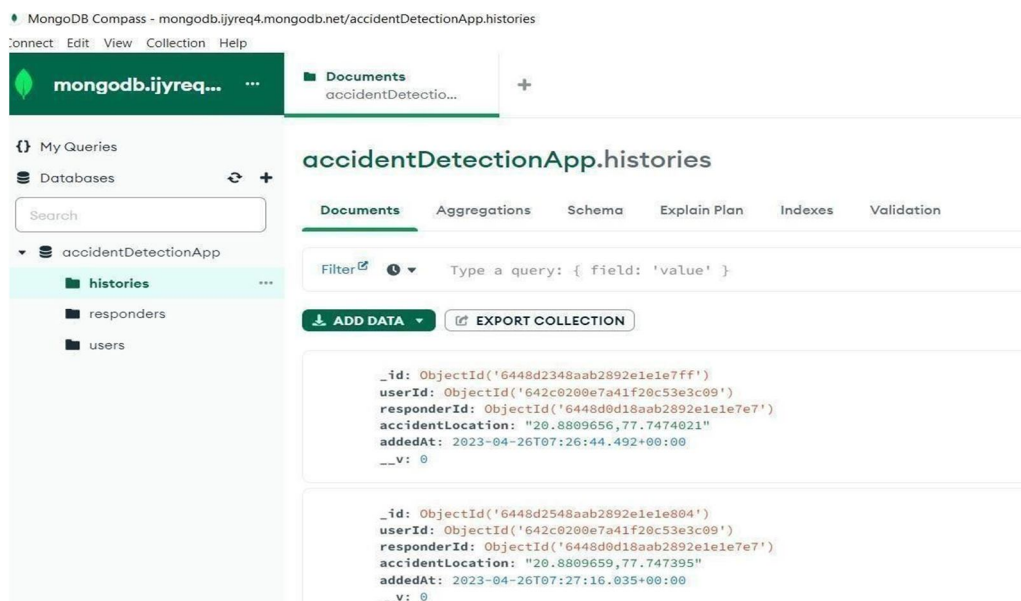 MongoDB Compass - mongodb.ijyreq4.mongodb.net/accidentDetectionApp.histories
Connect Edit View Collection Help
mongodb.ijyreq... ...
Documents
accidentDetectio...
+
{} My Queries
Databases
Search
accidentDetectionApp
histories ...
responders
users
accidentDetectionApp.histories
Documents Aggregations Schema Explain Plan Indexes Validation
Filter Type a query: { field: 'value' }
ADD DATA EXPORT COLLECTION
_id: ObjectId('6448d2348aab2892e1e1e7ff')
userId: ObjectId('642c0200e7a41f20c53e3c09')
responderId: ObjectId('6448d0d18aab2892e1e1e7e7')
accidentLocation: "20.8809656,77.7474021"
addedAt: 2023-04-26T07:26:44.492+00:00
__v: 0
_id: ObjectId('6448d2548aab2892e1e1e804')
userId: ObjectId('642c0200e7a41f20c53e3c09')
responderId: ObjectId('6448d0d18aab2892e1e1e7e7')
accidentLocation: "20.8809659,77.747395"
addedAt: 2023-04-26T07:27:16.035+00:00
__v: 0